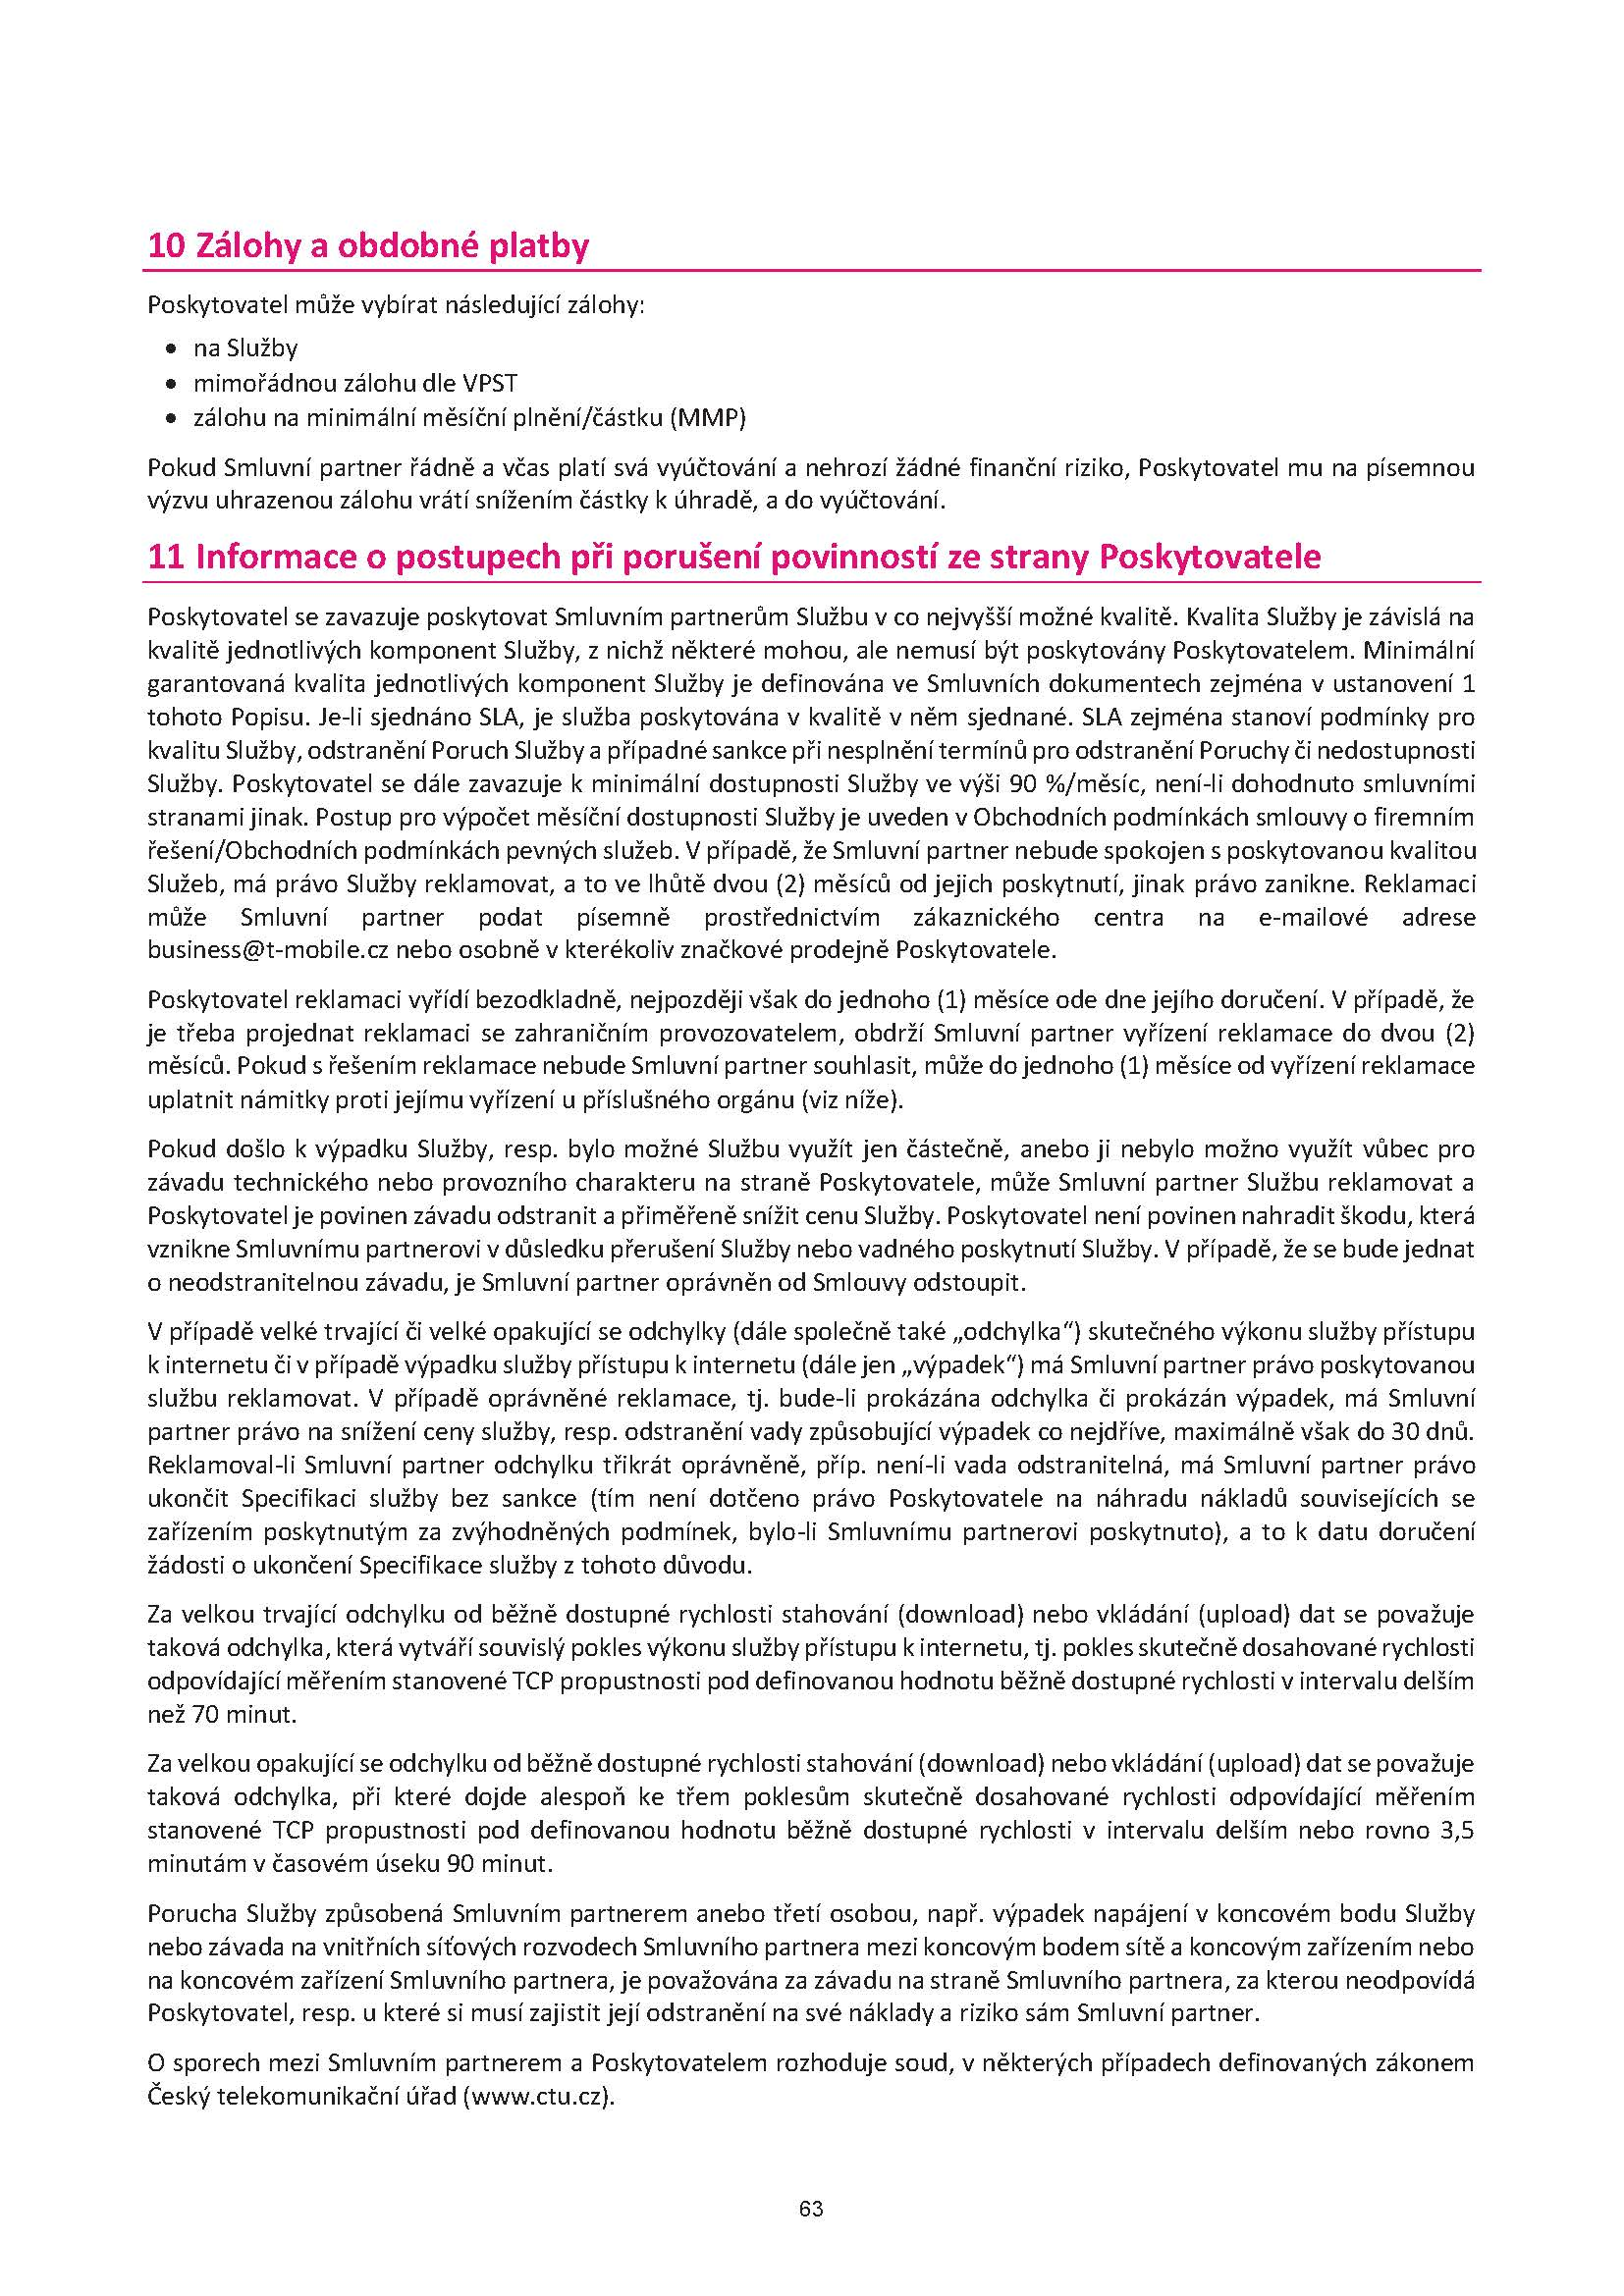 10 Zálohy a obdobné platby
Poskytovatel může vybírat následující zálohy:
• na Služby
• mimořádnou zálohu dle VPST
• zálohu na minimální měsíční plnění/částku (MMP)
Pokud Smluvní partner řádně a včas platí svá vyúčtování a nehrozí žádné finanční riziko, Poskytovatel mu na písemnou
výzvu uhrazenou zálohu vrátí snížením částky k úhradě, a do vyúčtování.
11 Informace o postupech při porušení povinností ze strany Poskytovatele
Poskytovatel se zavazuje poskytovat Smluvním partnerům Službu v co nejvyšší možné kvalitě. Kvalita Služby je závislá na
kvalitě jednotlivých komponent Služby, z nichž některé mohou, ale nemusí být poskytovány Poskytovatelem. Minimální
garantovaná kvalita jednotlivých komponent Služby je definována ve Smluvních dokumentech zejména v ustanovení 1
tohoto Popisu. Je-li sjednáno SLA, je služba poskytována v kvalitě v něm sjednané. SLA zejména stanoví podmínky pro
kvalitu Služby, odstranění Poruch Služby a případné sankce při nesplnění termínů pro odstranění Poruchy či nedostupnosti
Služby. Poskytovatel se dále zavazuje k minimální dostupnosti Služby ve výši 90 %/měsíc, není-li dohodnuto smluvními
stranami jinak. Postup pro výpočet měsíční dostupnosti Služby je uveden v Obchodních podmínkách smlouvy o firemním
řešení/Obchodních podmínkách pevných služeb. V případě, že Smluvní partner nebude spokojen s poskytovanou kvalitou
Služeb, má právo Služby reklamovat, a to ve lhůtě dvou (2) měsíců od jejich poskytnutí, jinak právo zanikne. Reklamaci
může Smluvní partner podat písemně prostřednictvím zákaznického centra na e-mailové adrese
business@t-mobile.cz nebo osobně v kterékoliv značkové prodejně Poskytovatele.
Poskytovatel reklamaci vyřídí bezodkladně, nejpozději však do jednoho (1) měsíce ode dne jejího doručení. V případě, že
je třeba projednat reklamaci se zahraničním provozovatelem, obdrží Smluvní partner vyřízení reklamace do dvou (2)
měsíců. Pokud s řešením reklamace nebude Smluvní partner souhlasit, může do jednoho (1) měsíce od vyřízení reklamace
uplatnit námitky proti jejímu vyřízení u příslušného orgánu (viz níže).
Pokud došlo k výpadku Služby, resp. bylo možné Službu využít jen částečně, anebo ji nebylo možno využít vůbec pro
závadu technického nebo provozního charakteru na straně Poskytovatele, může Smluvní partner Službu reklamovat a
Poskytovatel je povinen závadu odstranit a přiměřeně snížit cenu Služby. Poskytovatel není povinen nahradit škodu, která
vznikne Smluvnímu partnerovi v důsledku přerušení Služby nebo vadného poskytnutí Služby. V případě, že se bude jednat
o neodstranitelnou závadu, je Smluvní partner oprávněn od Smlouvy odstoupit.
V případě velké trvající či velké opakující se odchylky (dále společně také „odchylka“) skutečného výkonu služby přístupu
k internetu či v případě výpadku služby přístupu k internetu (dále jen „výpadek“) má Smluvní partner právo poskytovanou
službu reklamovat. V případě oprávněné reklamace, tj. bude-li prokázána odchylka či prokázán výpadek, má Smluvní
partner právo na snížení ceny služby, resp. odstranění vady způsobující výpadek co nejdříve, maximálně však do 30 dnů.
Reklamoval-li Smluvní partner odchylku třikrát oprávněně, příp. není-li vada odstranitelná, má Smluvní partner právo
ukončit Specifikaci služby bez sankce (tím není dotčeno právo Poskytovatele na náhradu nákladů souvisejících se
zařízením poskytnutým za zvýhodněných podmínek, bylo-li Smluvnímu partnerovi poskytnuto), a to k datu doručení
žádosti o ukončení Specifikace služby z tohoto důvodu.
Za velkou trvající odchylku od běžně dostupné rychlosti stahování (download) nebo vkládání (upload) dat se považuje
taková odchylka, která vytváří souvislý pokles výkonu služby přístupu k internetu, tj. pokles skutečně dosahované rychlosti
odpovídající měřením stanovené TCP propustnosti pod definovanou hodnotu běžně dostupné rychlosti v intervalu delším
než 70 minut.
Za velkou opakující se odchylku od běžně dostupné rychlosti stahování (download) nebo vkládání (upload) dat se považuje
taková odchylka, při které dojde alespoň ke třem poklesům skutečně dosahované rychlosti odpovídající měřením
stanovené TCP propustnosti pod definovanou hodnotu běžně dostupné rychlosti v intervalu delším nebo rovno 3,5
minutám v časovém úseku 90 minut.
Porucha Služby způsobená Smluvním partnerem anebo třetí osobou, např. výpadek napájení v koncovém bodu Služby
nebo závada na vnitřních síťových rozvodech Smluvního partnera mezi koncovým bodem sítě a koncovým zařízením nebo
na koncovém zařízení Smluvního partnera, je považována za závadu na straně Smluvního partnera, za kterou neodpovídá
Poskytovatel, resp. u které si musí zajistit její odstranění na své náklady a riziko sám Smluvní partner.
O sporech mezi Smluvním partnerem a Poskytovatelem rozhoduje soud, v některých případech definovaných zákonem
Český telekomunikační úřad (www.ctu.cz).
63